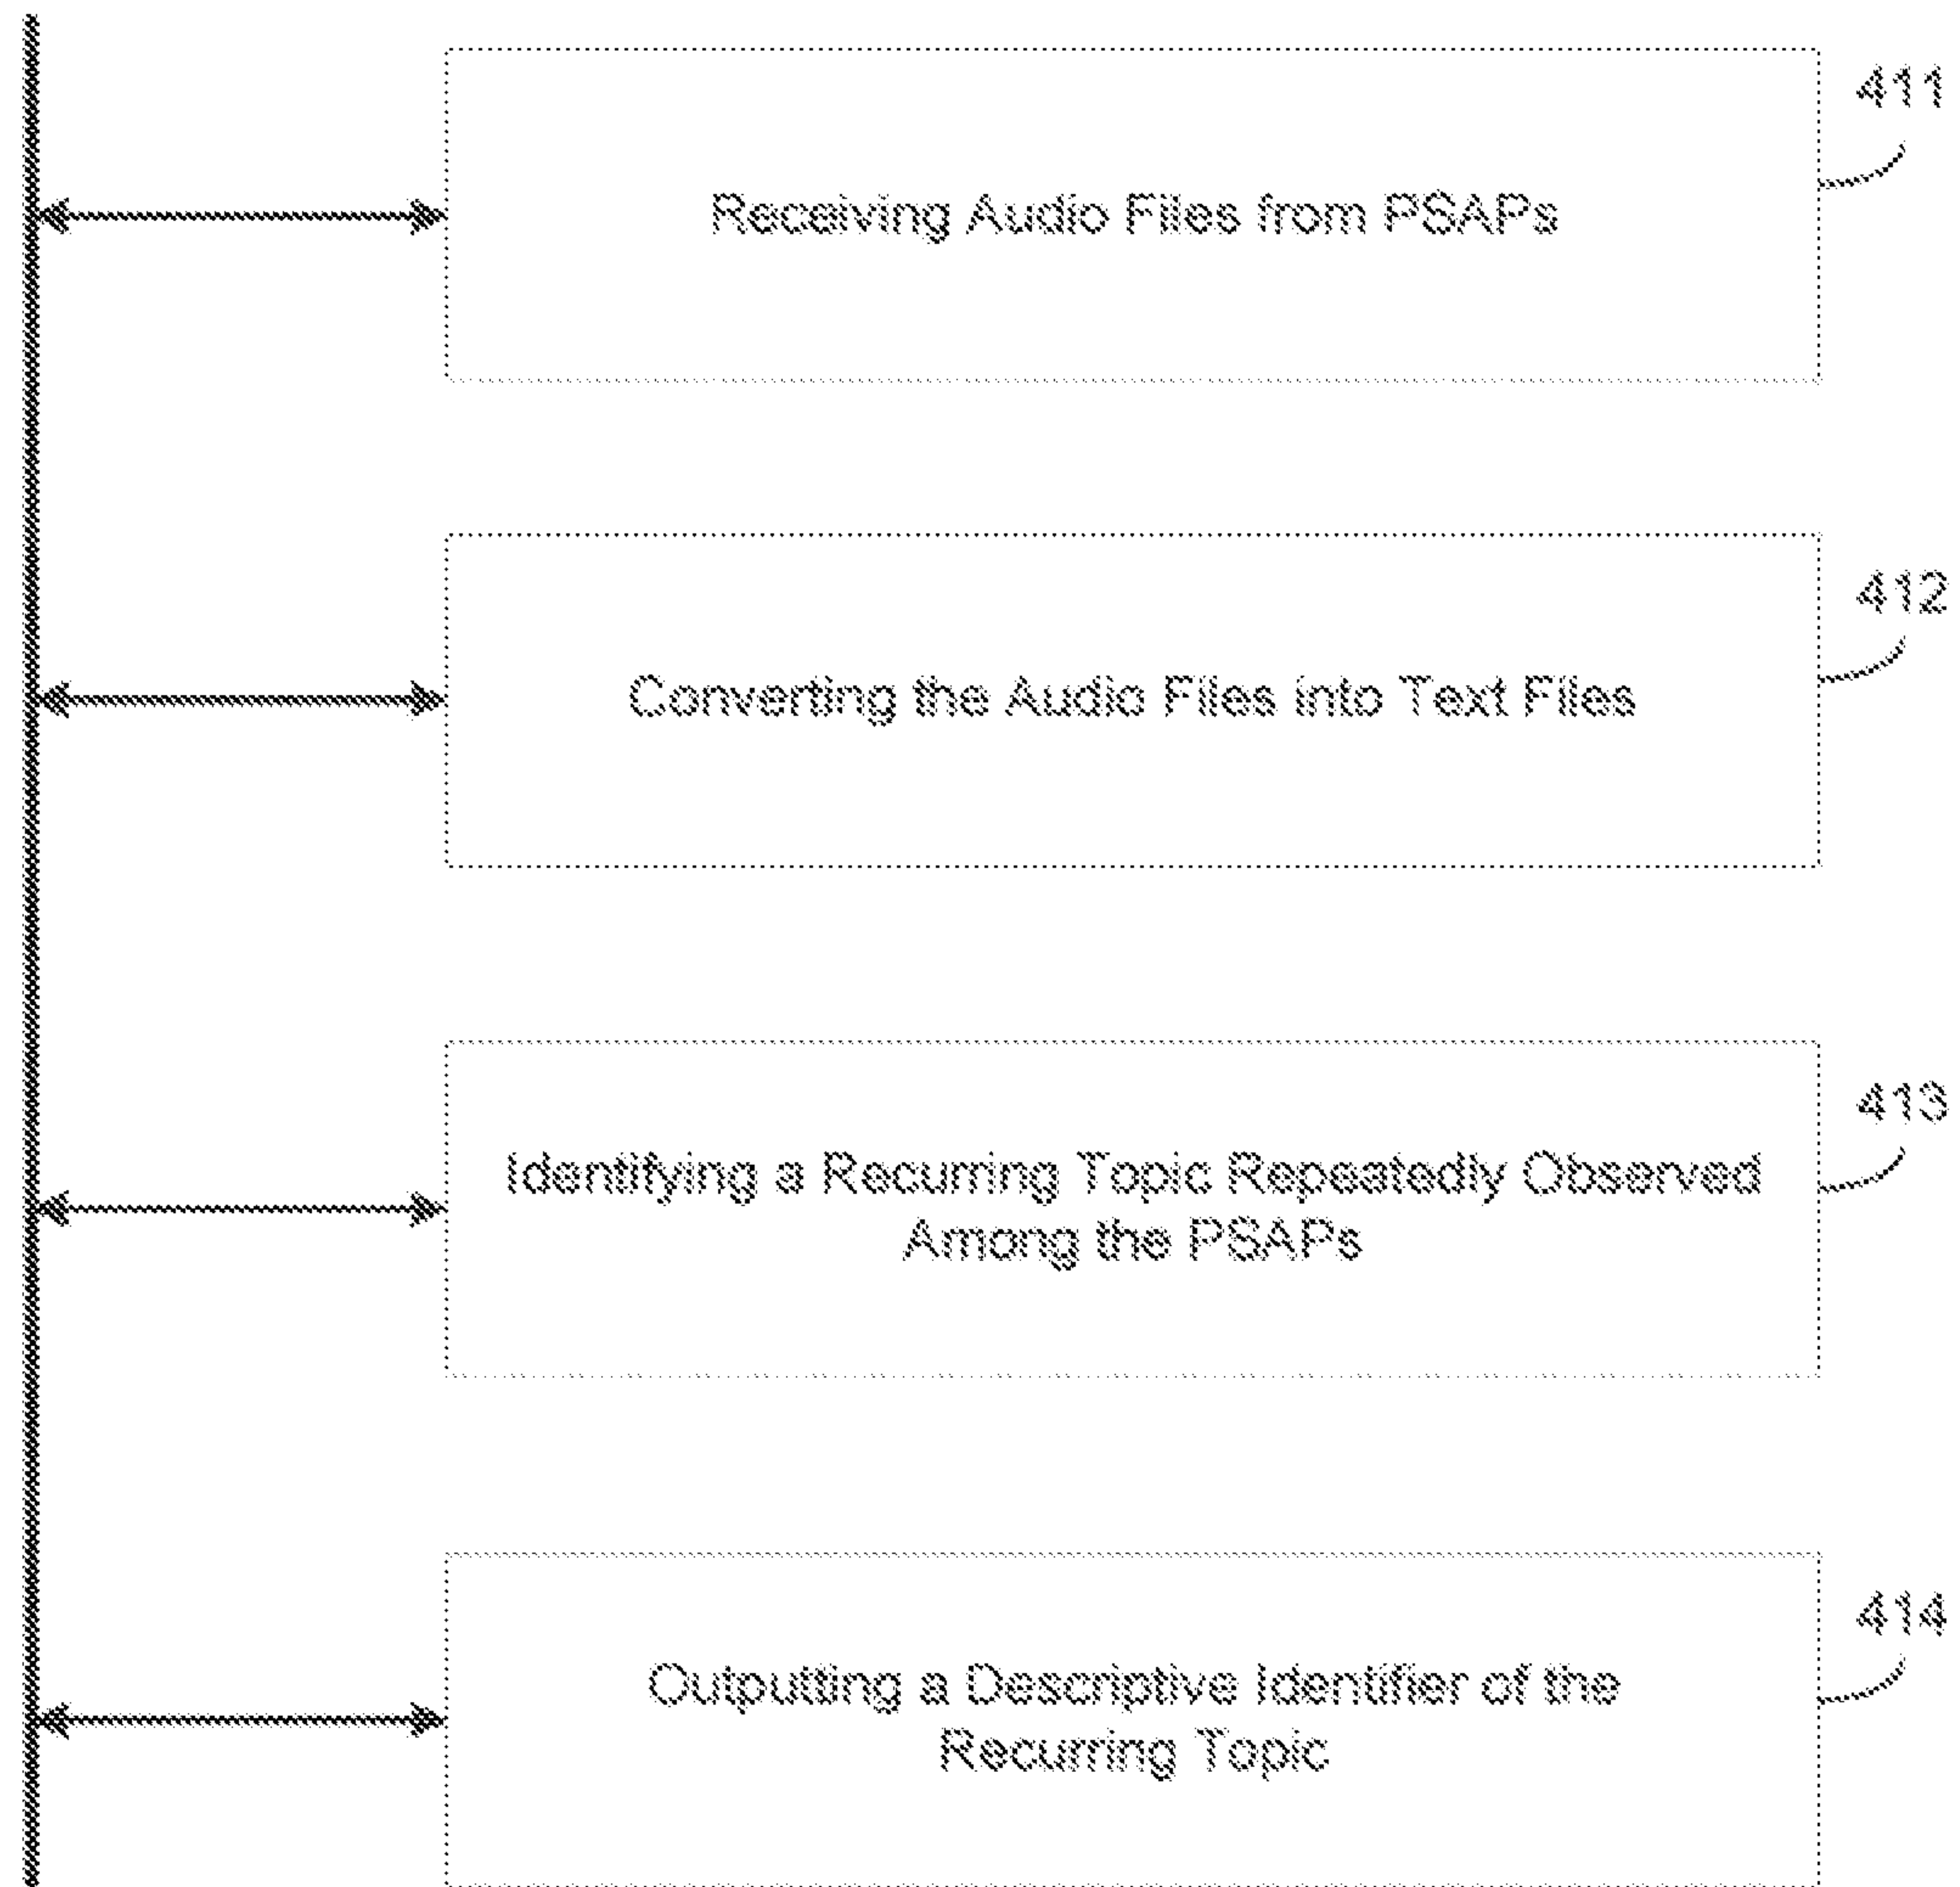 411
Receiving Audio Files from PSAPs
412
Converting the Audio Files into Text Files
413
Identifying a Recurring Topic Repeatedly Observed
Among the PSAPs
414
Outputting a Descriptive Identifier of the
Recurring Topic